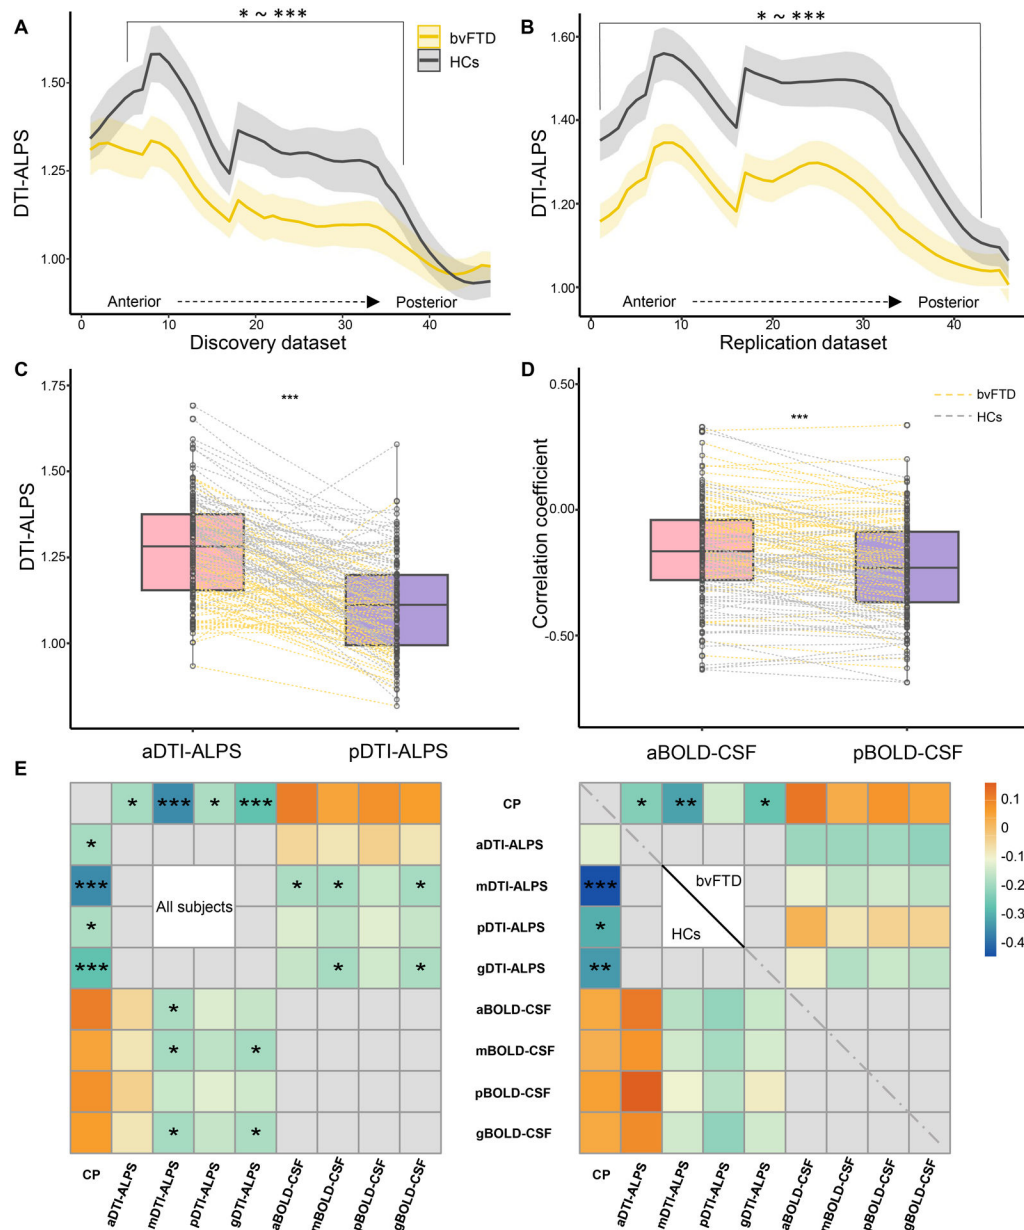 A
* ~ ***
bvFTD
HCs
1.50
1.25
1.00
DTI-ALPS
Anterior
Posterior
0
10
20
30
40
Discovery dataset
B
* ~ ***
1.60
1.40
1.20
1.00
DTI-ALPS
Anterior
Posterior
0
10
20
30
40
Replication dataset
C
***
1.75
1.50
1.25
1.00
DTI-ALPS
aDTI-ALPS
pDTI-ALPS
D
***
bvFTD
HCs
0.50
0.00
-0.50
Correlation coefficient
aBOLD-CSF
pBOLD-CSF
E
* *** * ***
*
*** * * *
*
*** * *
*
* *
* *
All subjects
CP
aDTI-ALPS
mDTI-ALPS
pDTI-ALPS
gDTI-ALPS
aBOLD-CSF
mBOLD-CSF
pBOLD-CSF
gBOLD-CSF
CP
aDTI-ALPS
mDTI-ALPS
pDTI-ALPS
gDTI-ALPS
aBOLD-CSF
mBOLD-CSF
pBOLD-CSF
gBOLD-CSF
* ** *
***
*
**
bvFTD
HCs
CP
aDTI-ALPS
mDTI-ALPS
pDTI-ALPS
gDTI-ALPS
aBOLD-CSF
mBOLD-CSF
pBOLD-CSF
gBOLD-CSF
0.1
0
-0.1
-0.2
-0.3
-0.4